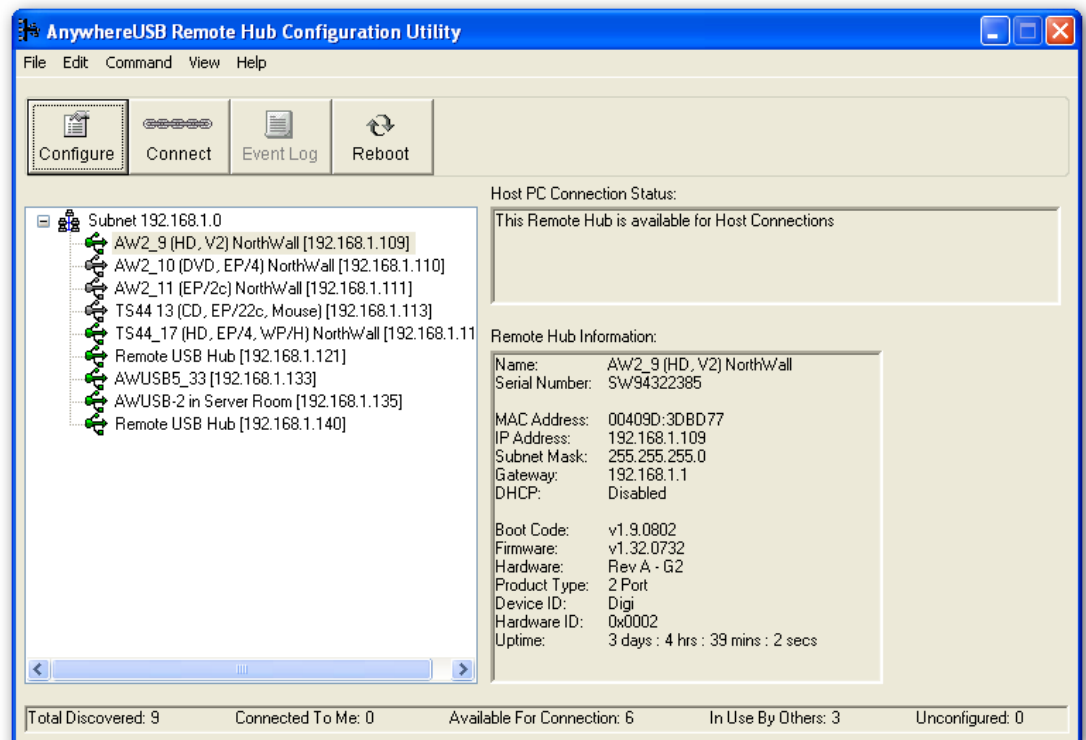 AnywhereUSB Remote Hub Configuration Utility
File Edit Command View Help
Configure Connect Event Log Reboot
Host PC Connection Status:
This Remote Hub is available for Host Connections
Subnet 192.168.1.0
AW2_9 (HD, V2) NorthWall [192.168.1.109]
AW2_10 (DVD, EP/4) NorthWall [192.168.1.110]
AW2_11 (EP/2c) NorthWall [192.168.1.111]
TS44 13 (CD, EP/22c, Mouse) [192.168.1.113]
TS44_17 (HD, EP/4, WP/H) NorthWall [192.168.1.11
Remote USB Hub [192.168.1.121]
AWUSB5_33 [192.168.1.133]
AWUSB-2 in Server Room [192.168.1.135]
Remote USB Hub [192.168.1.140]
Remote Hub Information:
Name: AW2_9 (HD, V2) NorthWall
Serial Number: SW94322385
MAC Address: 00409D:3DBD77
IP Address: 192.168.1.109
Subnet Mask: 255.255.255.0
Gateway: 192.168.1.1
DHCP: Disabled
Boot Code: v1.9.0802
Firmware: v1.32.0732
Hardware: Rev A - G2
Product Type: 2 Port
Device ID: Digi
Hardware ID: 0x0002
Uptime: 3 days : 4 hrs : 39 mins : 2 secs
Total Discovered: 9 Connected To Me: 0 Available For Connection: 6 In Use By Others: 3 Unconfigured: 0